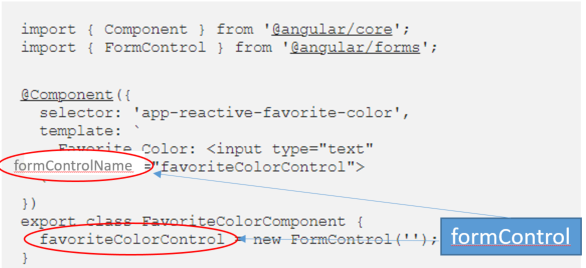 import { Component } from '@angular/core';
import { FormControl } from '@angular/forms';
@Component({
selector: 'app-reactive-favorite-color',
template: `
Favorite Color: <input type="text"
formControlName ="favoriteColorControl">
})
export class FavoriteColorComponent {
favoriteColorControl = new FormControl('');
formControl
}